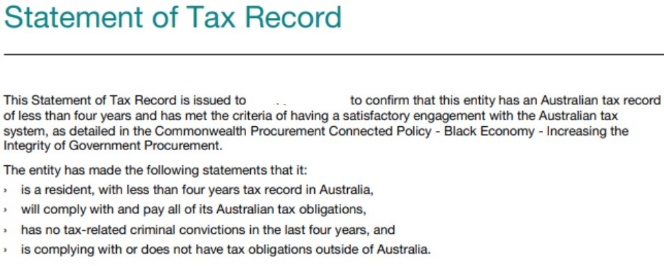 Statement of Tax Record
This Statement of Tax Record is issued to to confirm that this entity has an Australian tax record
of less than four years and has met the criteria of having a satisfactory engagement with the Australian tax
system, as detailed in the Commonwealth Procurement Connected Policy - Black Economy - Increasing the
Integrity of Government Procurement.
The entity has made the following statements that it:
› is a resident, with less than four years tax record in Australia,
› will comply with and pay all of its Australian tax obligations,
› has no tax-related criminal convictions in the last four years, and
› is complying with or does not have tax obligations outside of Australia.